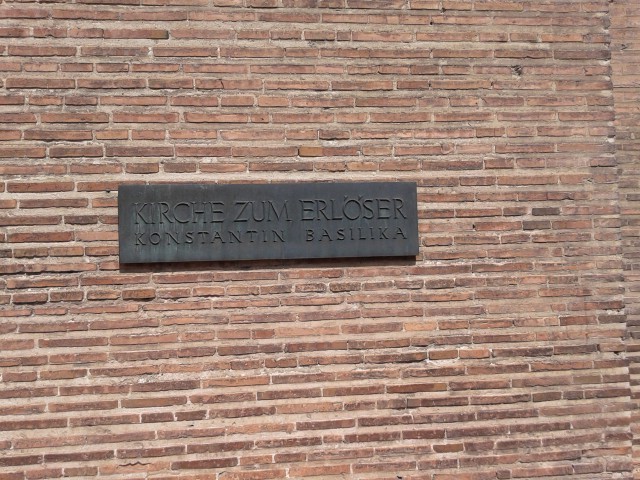 KIRCHE ZUM ERLÖSER
KONSTANTIN BASILIKA